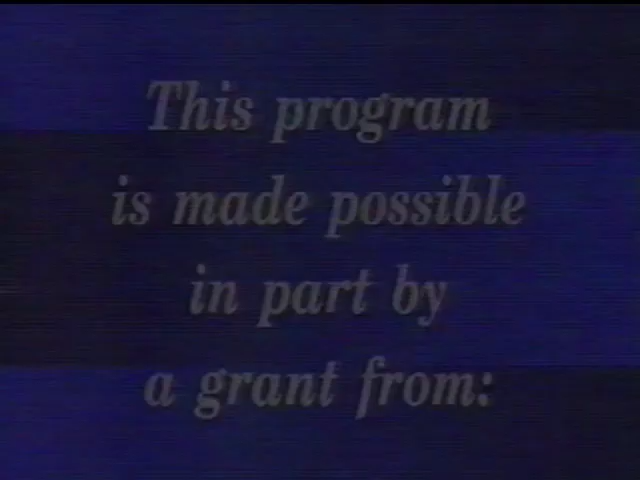 This program
is made possible
in part by
a grant from: